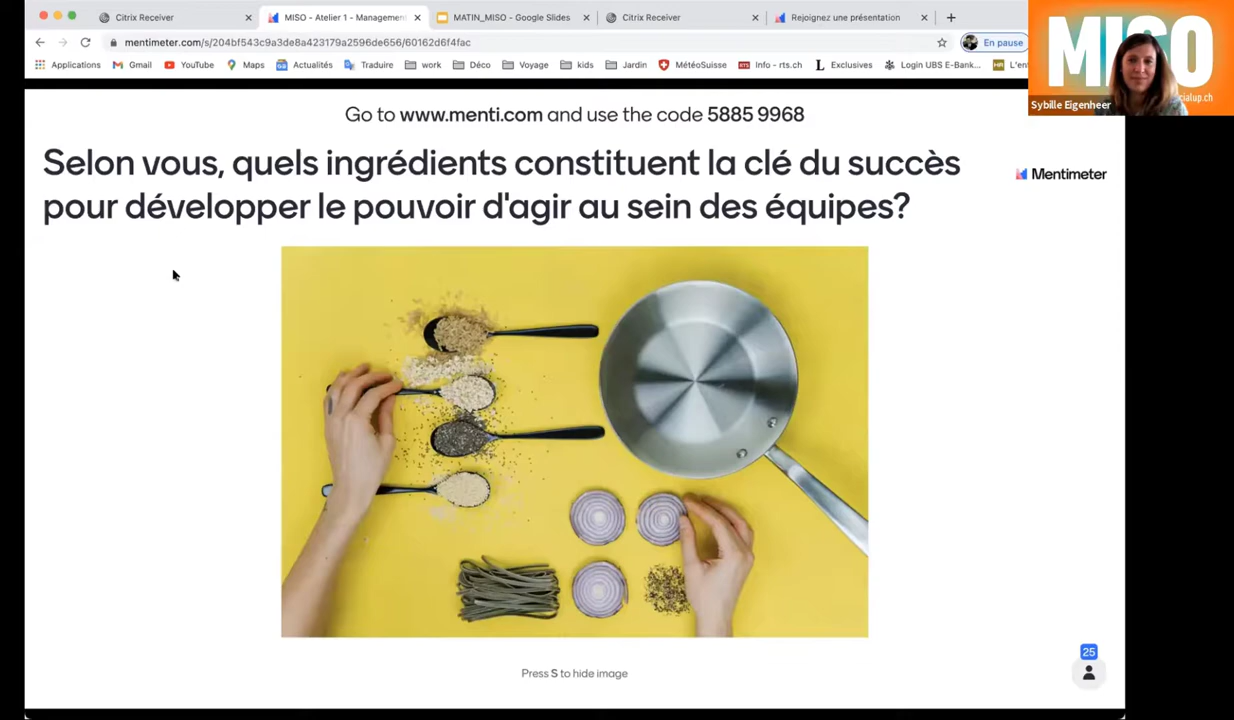 Citrix Receiver
MISO - Atelier 1 - Management
MATIN_MISO - Google Slides
Citrix Receiver
Rejoignez une présentation
mentimeter.com/s/204bf543c9a3de8a423179a2596de656/60162d6f4fac
En pause
Applications
Gmail
YouTube
Maps
Actualités
Traduire
work
Déco
Voyage
kids
Jardin
MétéoSuisse
Info - rts.ch
Exclusives
Login UBS E-Bank...
MISO
cialup.ch
Sybille Eigenheer
Go to www.menti.com and use the code 5885 9968
Selon vous, quels ingrédients constituent la clé du succès
pour développer le pouvoir d'agir au sein des équipes?
Mentimeter
Press S to hide image
25